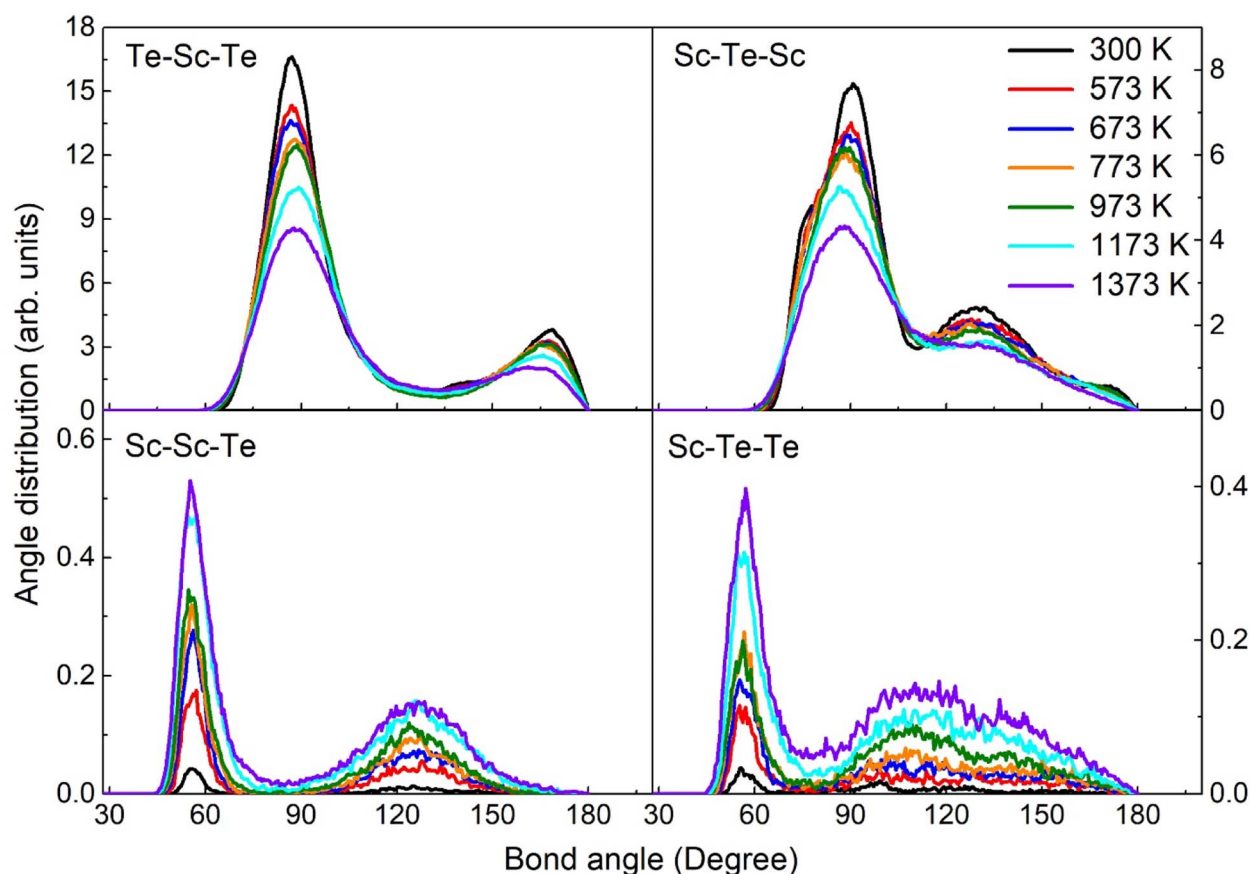 Te-Sc-Te
Sc-Te-Sc
300 K
573 K
673 K
773 K
973 K
1173 K
1373 K
18
15
12
9
6
3
0
8
6
4
2
0
Angle distribution (arb. units)
Sc-Sc-Te
Sc-Te-Te
0.6
0.4
0.2
0.0
0.4
0.2
0.0
30 60 90 120 150 180
30 60 90 120 150 180
Bond angle (Degree)